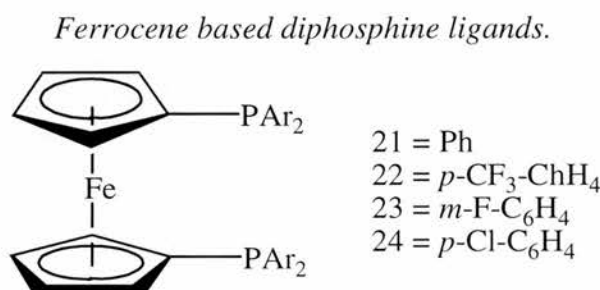 Ferrocene based diphosphine ligands.
PAr2
Fe
PAr2
21 = Ph
22 = p-CF3-ChH4
23 = m-F-C6H4
24 = p-Cl-C6H4